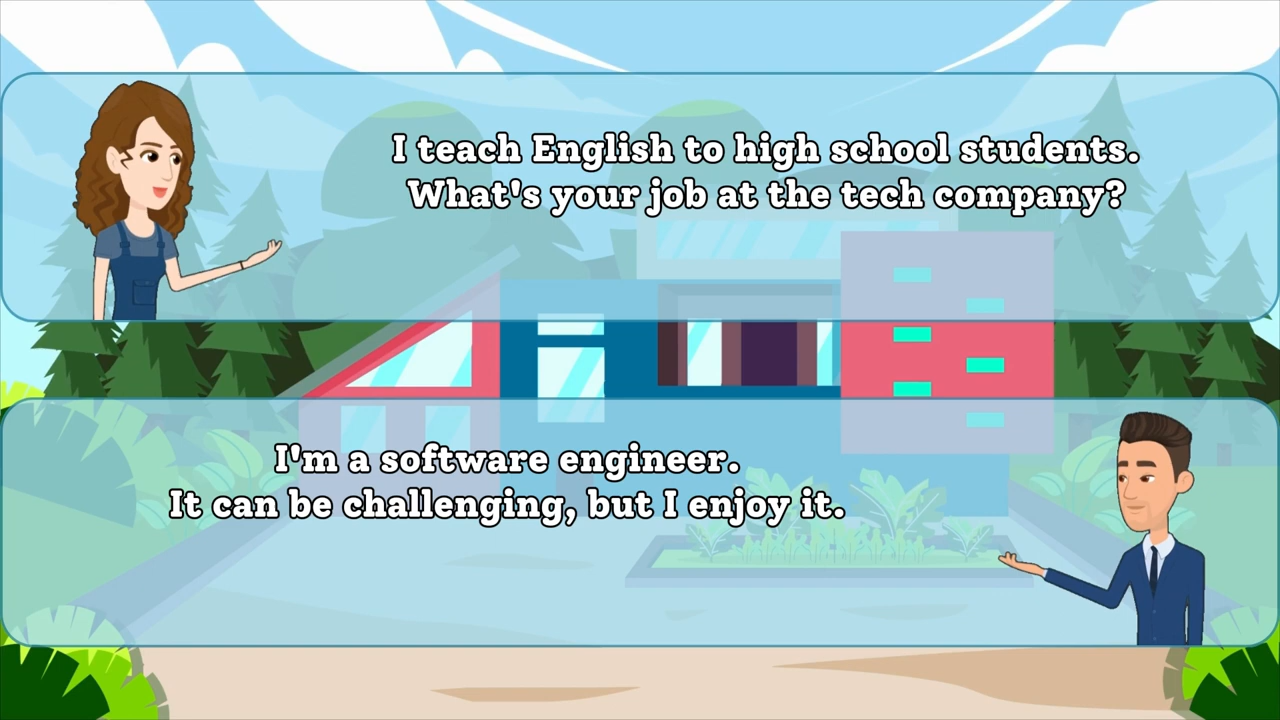 I teach English to high school students.
What's your job at the tech company?
I'm a software engineer.
It can be challenging, but I enjoy it.